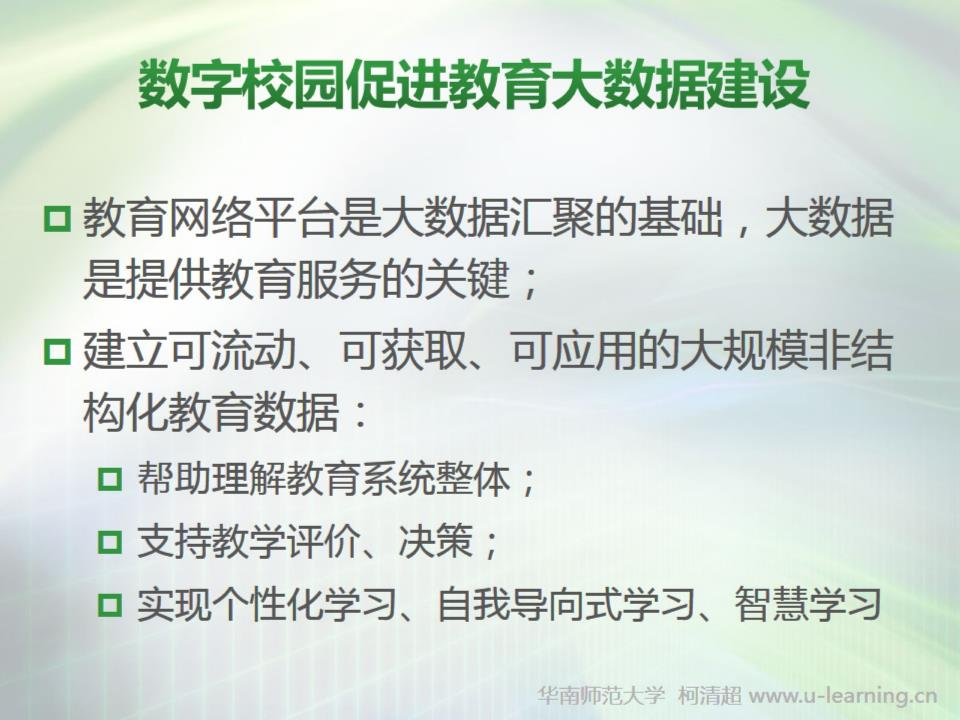 数字校园促进教育大数据建设
教育网络平台是大数据汇聚的基础，大数据
是提供教育服务的关键；
建立可流动、可获取、可应用的大规模非结
构化教育数据：
帮助理解教育系统整体；
支持教学评价、决策；
实现个性化学习、自我导向式学习、智慧学习
华南师范大学 柯清超 www.u-learning.cn